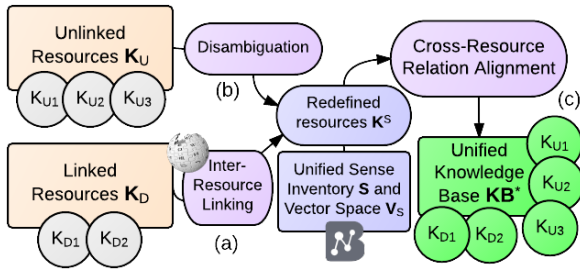 Unlinked
Resources K_U
K_U1
K_U2
K_U3
Disambiguation
(b)
Linked
Resources K_D
K_D1
K_D2
Inter-
Resource
Linking
(a)
Redefined
resources K^S
Unified Sense
Inventory S and
Vector Space V_S
Cross-Resource
Relation Alignment
(c)
Unified
Knowledge
Base KB*
K_U1
K_U2
K_U3
K_D1
K_D2